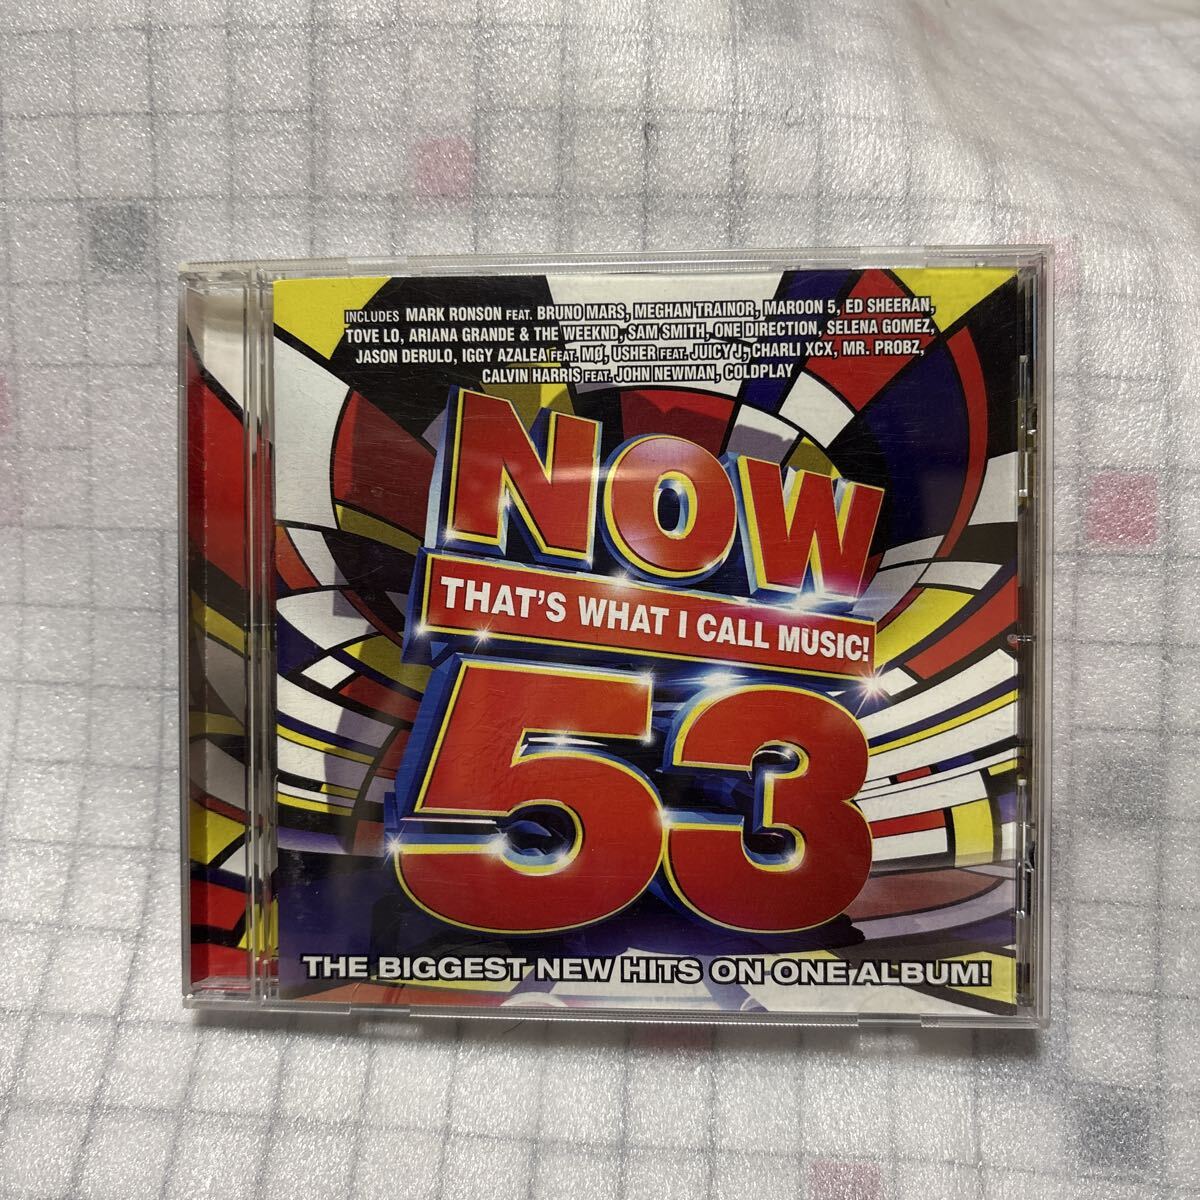 INCLUDES MARK RONSON FEAT. BRUNO MARS, MEGHAN TRAINOR, MAROON 5, ED SHEERAN,
TOVE LO, ARIANA GRANDE & THE WEEKND, SAM SMITH, ONE DIRECTION, SELENA GOMEZ,
JASON DERULO, IGGY AZALEA FEAT. MØ, USHER FEAT. JUICY J, CHARLI XCX, MR. PROBZ,
CALVIN HARRIS FEAT. JOHN NEWMAN, COLDPLAY
NOW
THAT'S WHAT I CALL MUSIC!
53
THE BIGGEST NEW HITS ON ONE ALBUM!